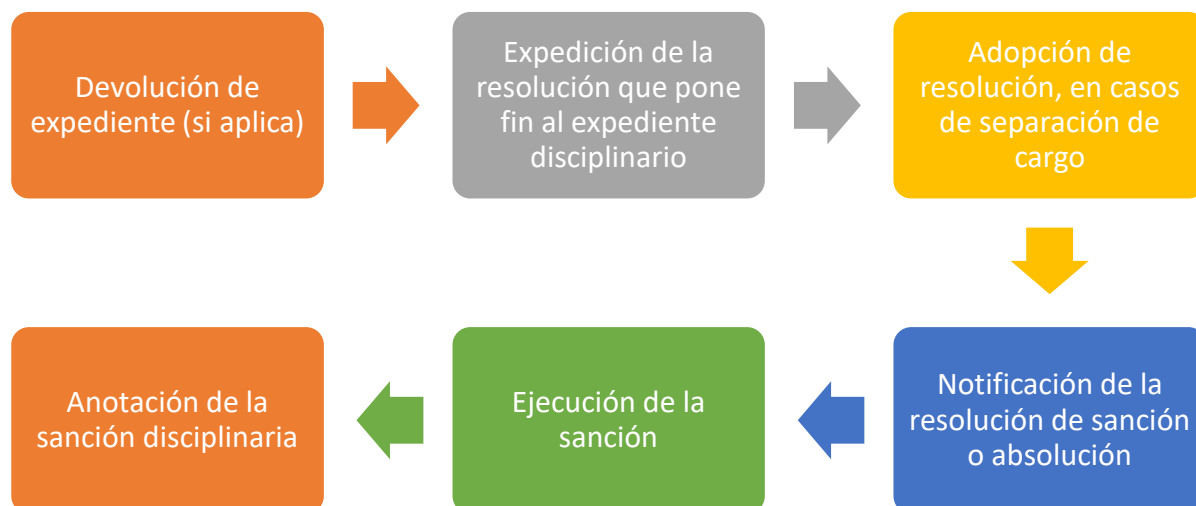 Devolución de
expediente (si aplica)
Expedición de la
resolución que pone
fin al expediente
disciplinario
Adopción de
resolución, en casos
de separación de
cargo
Notificación de la
resolución de sanción
o absolución
Ejecución de la
sanción
Anotación de la
sanción disciplinaria